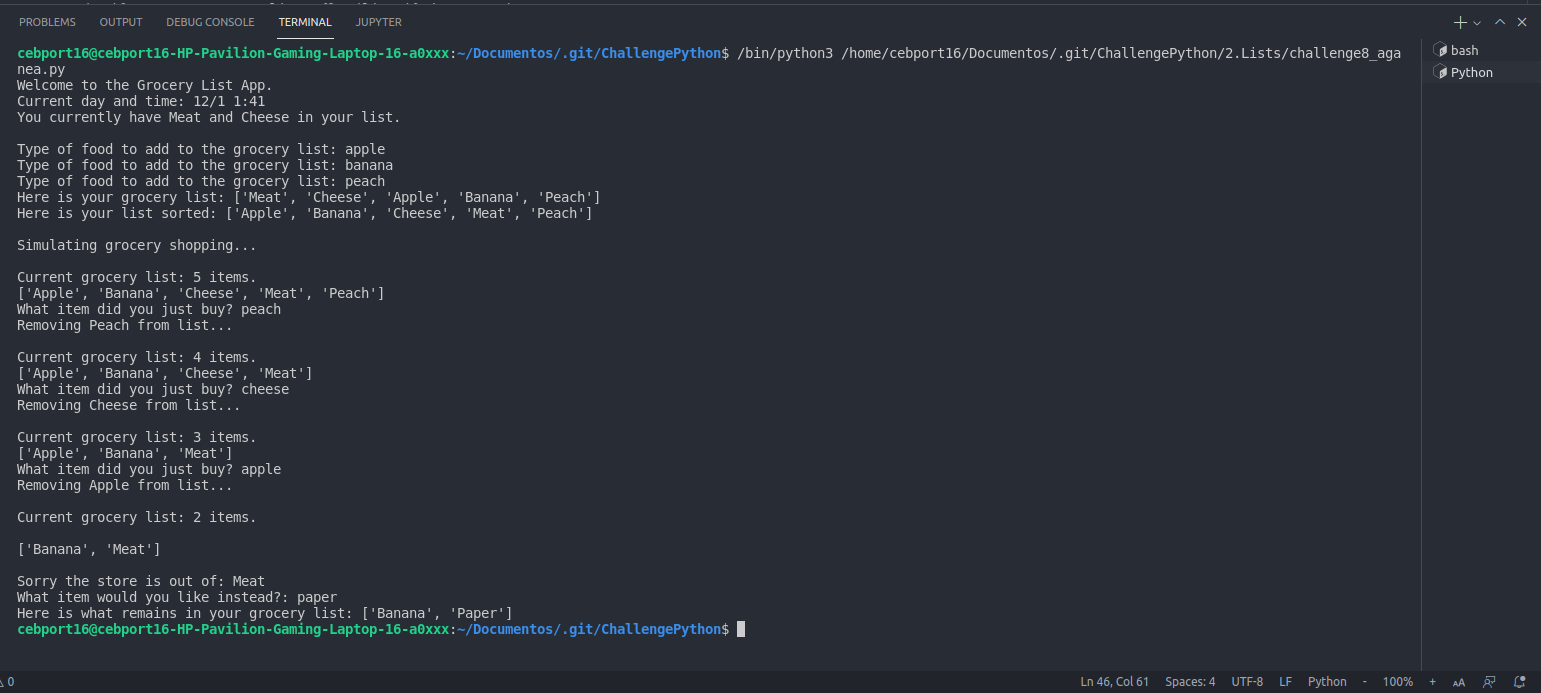 PROBLEMS OUTPUT DEBUG CONSOLE TERMINAL JUPYTER
cebport16@cebport16-HP-Pavilion-Gaming-Laptop-16-a0xxx:~/Documentos/.git/ChallengePython$ /bin/python3 /home/cebport16/Documentos/.git/ChallengePython/2.Lists/challenge8_aga
nea.py
Welcome to the Grocery List App.
Current day and time: 12/1 1:41
You currently have Meat and Cheese in your list.
Type of food to add to the grocery list: apple
Type of food to add to the grocery list: banana
Type of food to add to the grocery list: peach
Here is your grocery list: ['Meat', 'Cheese', 'Apple', 'Banana', 'Peach']
Here is your list sorted: ['Apple', 'Banana', 'Cheese', 'Meat', 'Peach']
Simulating grocery shopping...
Current grocery list: 5 items.
['Apple', 'Banana', 'Cheese', 'Meat', 'Peach']
What item did you just buy? peach
Removing Peach from list...
Current grocery list: 4 items.
['Apple', 'Banana', 'Cheese', 'Meat']
What item did you just buy? cheese
Removing Cheese from list...
Current grocery list: 3 items.
['Apple', 'Banana', 'Meat']
What item did you just buy? apple
Removing Apple from list...
Current grocery list: 2 items.
['Banana', 'Meat']
Sorry the store is out of: Meat
What item would you like instead?: paper
Here is what remains in your grocery list: ['Banana', 'Paper']
cebport16@cebport16-HP-Pavilion-Gaming-Laptop-16-a0xxx:~/Documentos/.git/ChallengePython$
bash
Python
0 Ln 46, Col 61 Spaces: 4 UTF-8 LF Python - 100% + AA